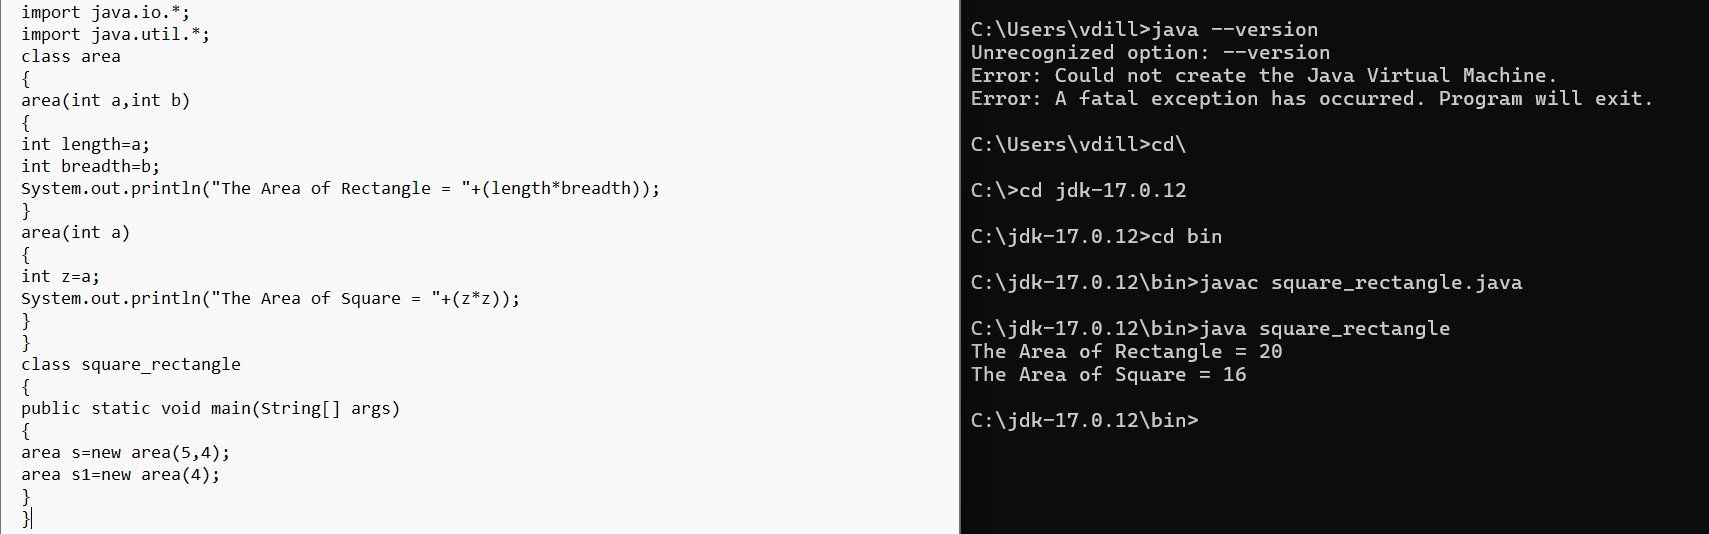 import java.io.*;
import java.util.*;
class area
{
area(int a,int b)
{
int length=a;
int breadth=b;
System.out.println("The Area of Rectangle = "+(length*breadth));
}
area(int a)
{
int z=a;
System.out.println("The Area of Square = "+(z*z));
}
}
class square_rectangle
{
public static void main(String[] args)
{
area s=new area(5,4);
area s1=new area(4);
}
}
C:\Users\vdill>java --version
Unrecognized option: --version
Error: Could not create the Java Virtual Machine.
Error: A fatal exception has occurred. Program will exit.
C:\Users\vdill>cd\
C:\>cd jdk-17.0.12
C:\jdk-17.0.12>cd bin
C:\jdk-17.0.12\bin>javac square_rectangle.java
C:\jdk-17.0.12\bin>java square_rectangle
The Area of Rectangle = 20
The Area of Square = 16
C:\jdk-17.0.12\bin>